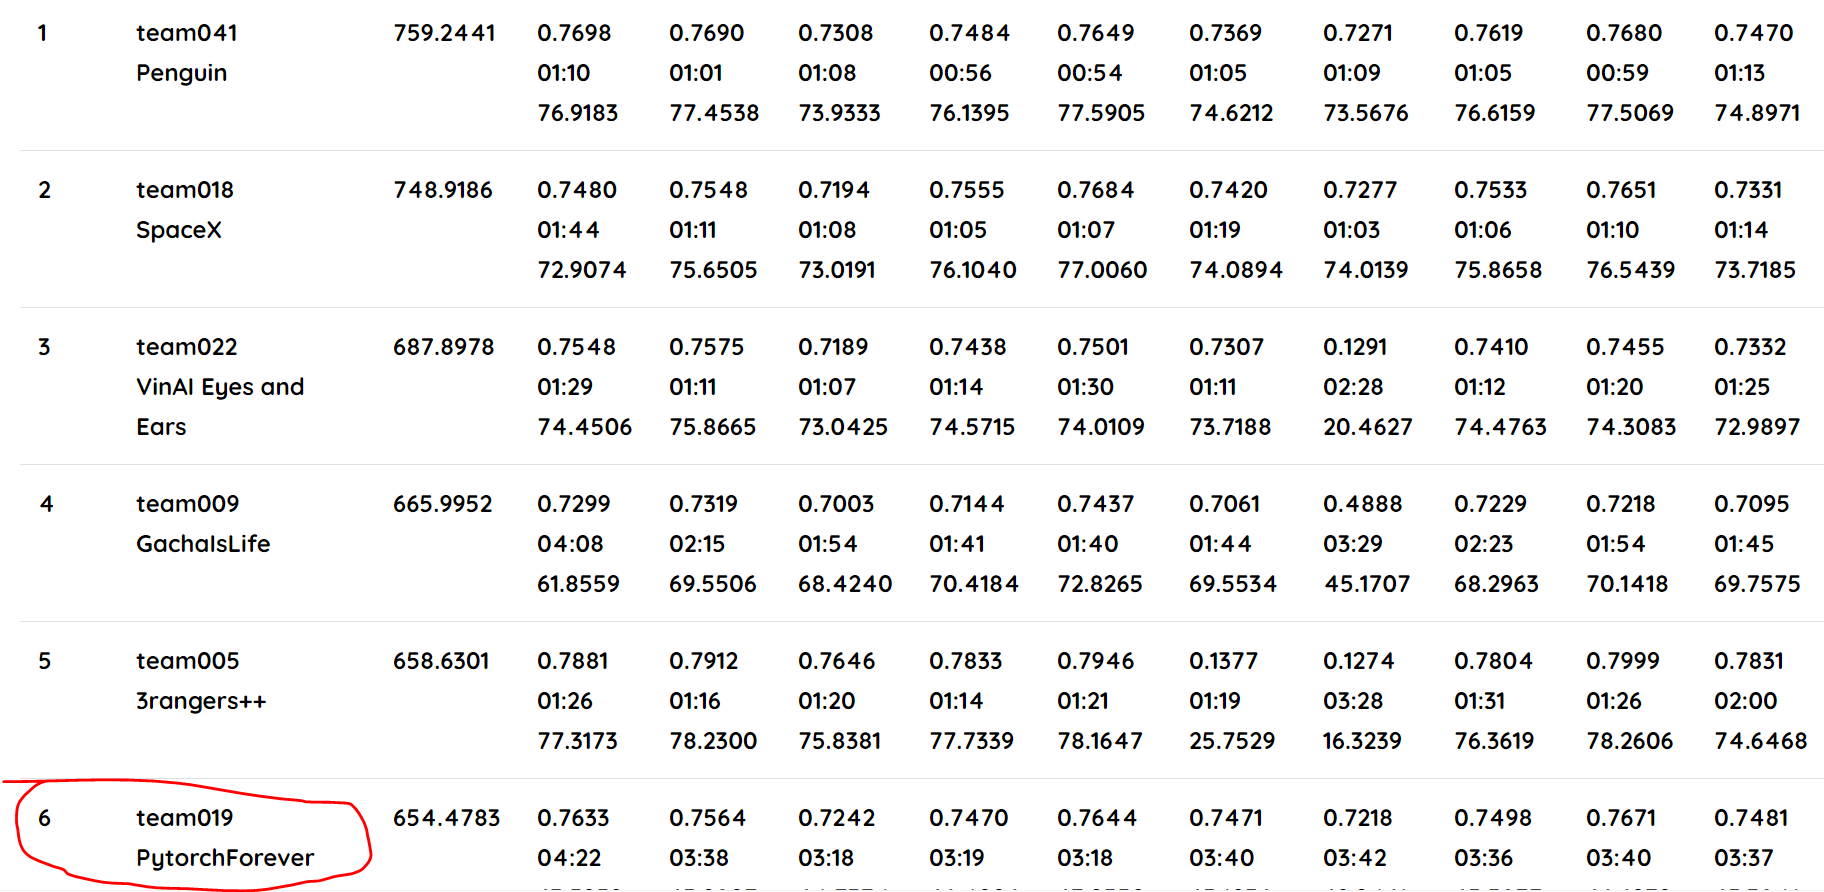 1 team041 759.2441 0.7698 0.7690 0.7308 0.7484 0.7649 0.7369 0.7271 0.7619 0.7680 0.7470
Penguin 01:10 01:01 01:08 00:56 00:54 01:05 01:09 01:05 00:59 01:13
76.9183 77.4538 73.9333 76.1395 77.5905 74.6212 73.5676 76.6159 77.5069 74.8971
2 team018 748.9186 0.7480 0.7548 0.7194 0.7555 0.7684 0.7420 0.7277 0.7533 0.7651 0.7331
SpaceX 01:44 01:11 01:08 01:05 01:07 01:19 01:03 01:06 01:10 01:14
72.9074 75.6505 73.0191 76.1040 77.0060 74.0894 74.0139 75.8658 76.5439 73.7185
3 team022 687.8978 0.7548 0.7575 0.7189 0.7438 0.7501 0.7307 0.1291 0.7410 0.7455 0.7332
VinAI Eyes and 01:29 01:11 01:07 01:14 01:30 01:11 02:28 01:12 01:20 01:25
Ears 74.4506 75.8665 73.0425 74.5715 74.0109 73.7188 20.4627 74.4763 74.3083 72.9897
4 team009 665.9952 0.7299 0.7319 0.7003 0.7144 0.7437 0.7061 0.4888 0.7229 0.7218 0.7095
GachaIsLife 04:08 02:15 01:54 01:41 01:40 01:44 03:29 02:23 01:54 01:45
61.8559 69.5506 68.4240 70.4184 72.8265 69.5534 45.1707 68.2963 70.1418 69.7575
5 team005 658.6301 0.7881 0.7912 0.7646 0.7833 0.7946 0.1377 0.1274 0.7804 0.7999 0.7831
3rangers++ 01:26 01:16 01:20 01:14 01:21 01:19 03:28 01:31 01:26 02:00
77.3173 78.2300 75.8381 77.7339 78.1647 25.7529 16.3239 76.3619 78.2606 74.6468
6 team019 654.4783 0.7633 0.7564 0.7242 0.7470 0.7644 0.7471 0.7218 0.7498 0.7671 0.7481
PytorchForever 04:22 03:38 03:18 03:19 03:18 03:40 03:42 03:36 03:40 03:37